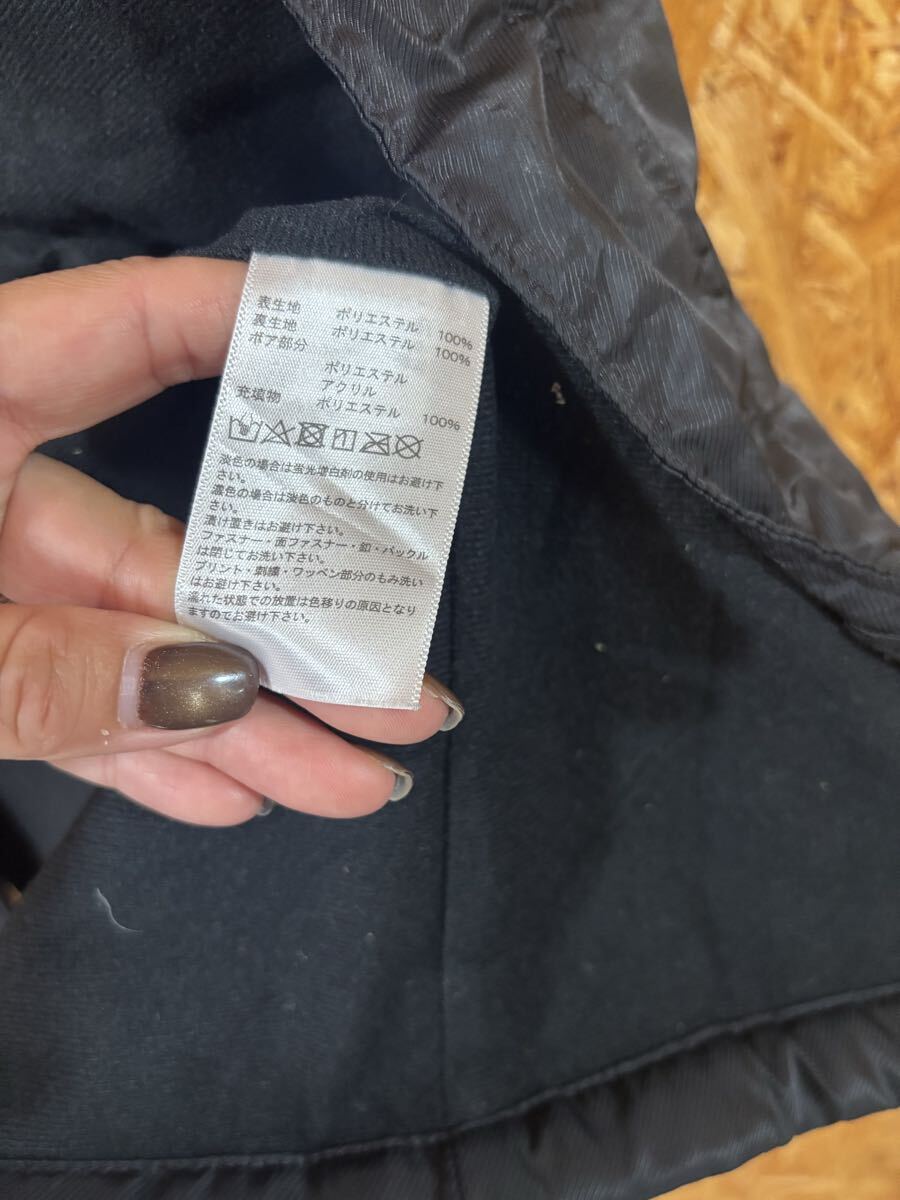 表生地 ポリエステル 100%
裏生地 ポリエステル 100%
ボア部分
ポリエステル
アクリル
充填物 ポリエステル 100%
淡色の場合は蛍光増白剤の使用はお避け下
さい。
濃色の場合は淡色のものと分けてお洗い下
さい。
漬け置きはお避け下さい。
ファスナー・面ファスナー・釦・バックル
は閉じてお洗い下さい。
プリント・刺繍・ワッペン部分のもみ洗い
はお避け下さい。
濡れた状態での放置は色移りの原因となり
ますのでお避け下さい。